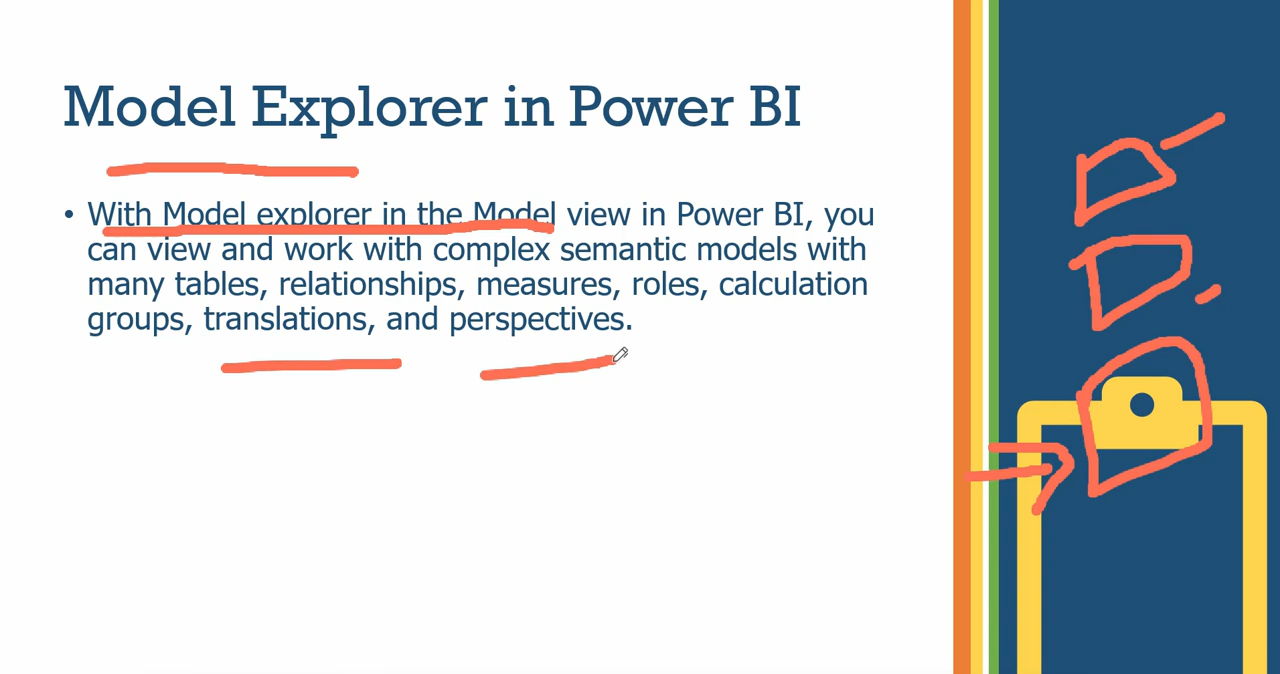 Model Explorer in Power BI
• With Model explorer in the Model view in Power BI, you
can view and work with complex semantic models with
many tables, relationships, measures, roles, calculation
groups, translations, and perspectives.